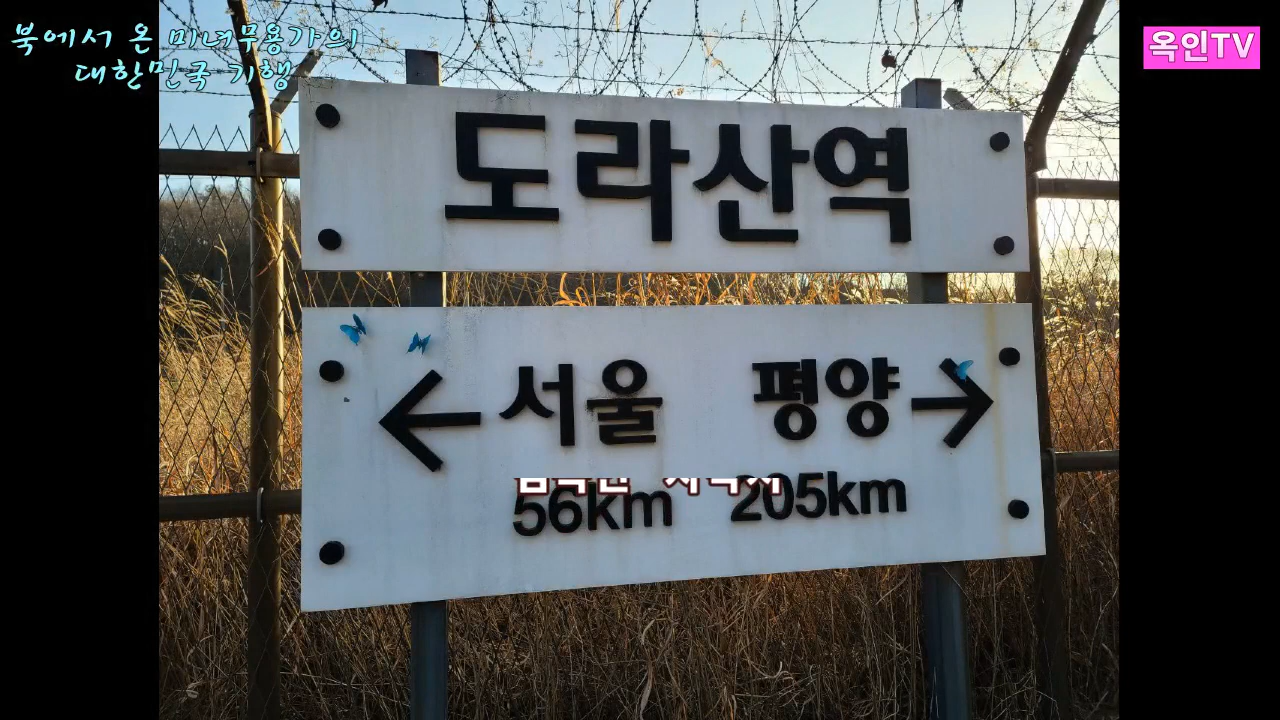 북에서 온 미녀무용가의
대한민국 기행
옥인TV
도라산역
← 서울 평양 →
56km 205km